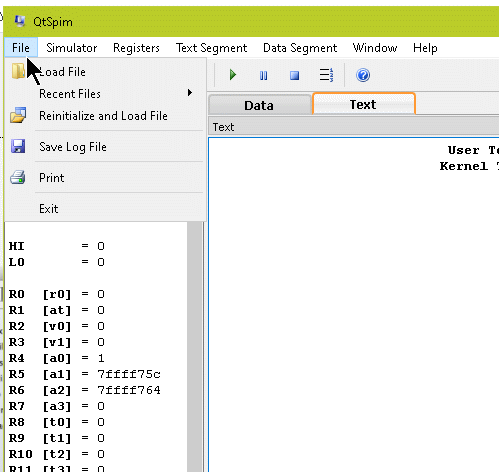 QtSpim
File Simulator Registers Text Segment Data Segment Window Help
Load File
Recent Files
Reinitialize and Load File
Save Log File
Print
Exit
Data Text
Text
User Te
Kernel T
HI = 0
LO = 0
R0 [r0] = 0
R1 [at] = 0
R2 [v0] = 0
R3 [v1] = 0
R4 [a0] = 1
R5 [a1] = 7ffff75c
R6 [a2] = 7ffff764
R7 [a3] = 0
R8 [t0] = 0
R9 [t1] = 0
R10 [t2] = 0
R11 [t3] = 0